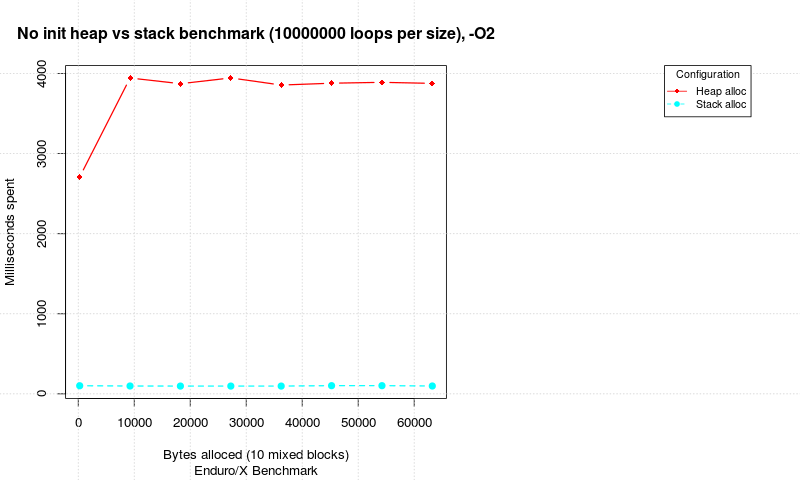 No init heap vs stack benchmark (10000000 loops per size), -O2
Configuration
Heap alloc
Stack alloc
Milliseconds spent
4000
3000
2000
1000
0
0 10000 20000 30000 40000 50000 60000
Bytes alloced (10 mixed blocks)
Enduro/X Benchmark